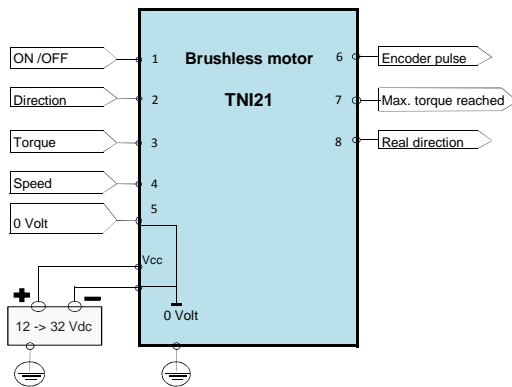 ON /OFF
Direction
Torque
Speed
0 Volt
1
2
3
4
5
Brushless motor
TNI21
6
7
8
Encoder pulse
Max. torque reached
Real direction
Vcc
0 Volt
+ −
12 -> 32 Vdc